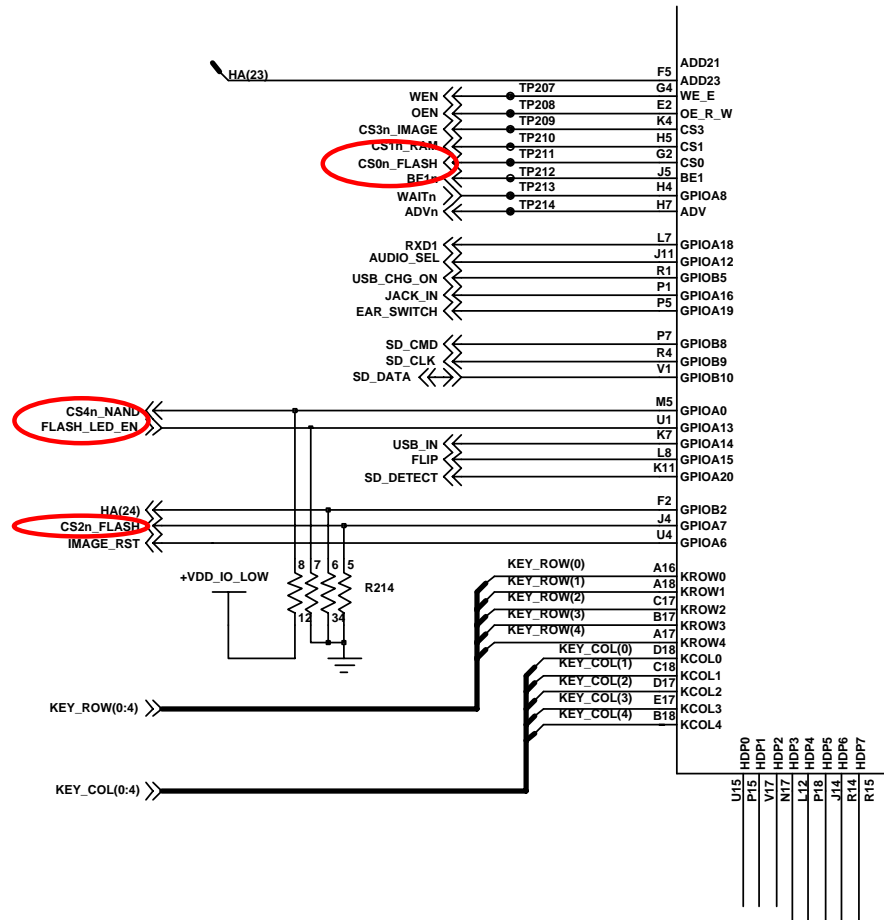 ADD21
HA(23) F5 ADD23
WEN TP207 G4 WE_E
OEN TP208 E2 OE_R_W
CS3n_IMAGE TP209 K4 CS3
CS1n_RAM TP210 H5 CS1
CS0n_FLASH TP211 G2 CS0
BE1n TP212 J5 BE1
WAITn TP213 H4 GPIOA8
ADVn TP214 H7 ADV
RXD1 L7 GPIOA18
AUDIO_SEL J11 GPIOA12
USB_CHG_ON R1 GPIOB5
JACK_IN P1 GPIOA16
EAR_SWITCH P5 GPIOA19
SD_CMD P7 GPIOB8
SD_CLK R4 GPIOB9
SD_DATA V1 GPIOB10
CS4n_NAND M5 GPIOA0
FLASH_LED_EN U1 GPIOA13
USB_IN K7 GPIOA14
FLIP L8 GPIOA15
SD_DETECT K11 GPIOA20
HA(24) F2 GPIOB2
CS2n_FLASH J4 GPIOA7
IMAGE_RST U4 GPIOA6
+VDD_IO_LOW 8 7 6 5 R214
12 34
KEY_ROW(0) A16 KROW0
KEY_ROW(1) A18 KROW1
KEY_ROW(2) C17 KROW2
KEY_ROW(3) B17 KROW3
KEY_ROW(4) A17 KROW4
KEY_COL(0) D18 KCOL0
KEY_COL(1) C18 KCOL1
KEY_COL(2) D17 KCOL2
KEY_COL(3) E17 KCOL3
KEY_COL(4) B18 KCOL4
KEY_ROW(0:4)
KEY_COL(0:4)
HDP0 HDP1 HDP2 HDP3 HDP4 HDP5 HDP6 HDP7
U15 P15 V17 N17 L12 P18 J14 R14 R15